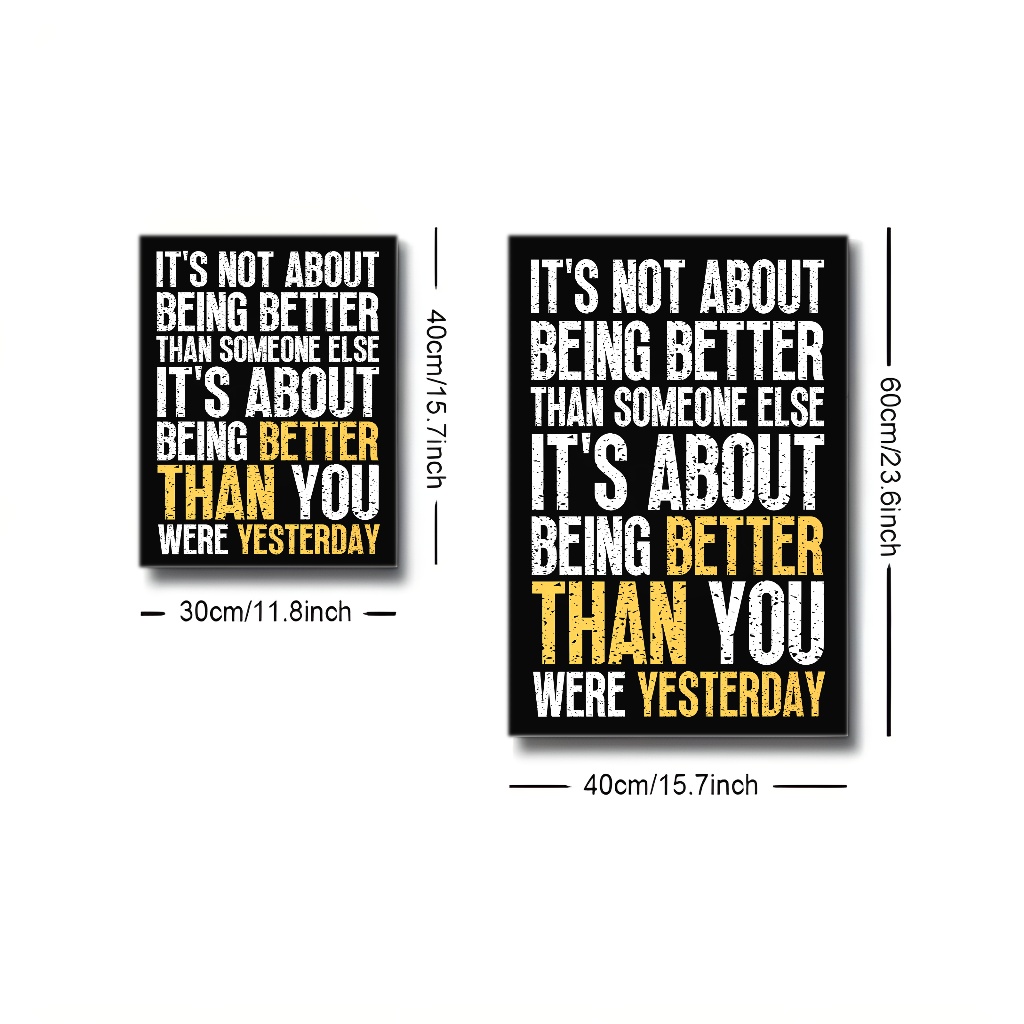 IT'S NOT ABOUT
BEING BETTER
THAN SOMEONE ELSE
IT'S ABOUT
BEING BETTER
THAN YOU
WERE YESTERDAY
40cm/15.7inch
30cm/11.8inch
IT'S NOT ABOUT
BEING BETTER
THAN SOMEONE ELSE
IT'S ABOUT
BEING BETTER
THAN YOU
WERE YESTERDAY
60cm/23.6inch
40cm/15.7inch